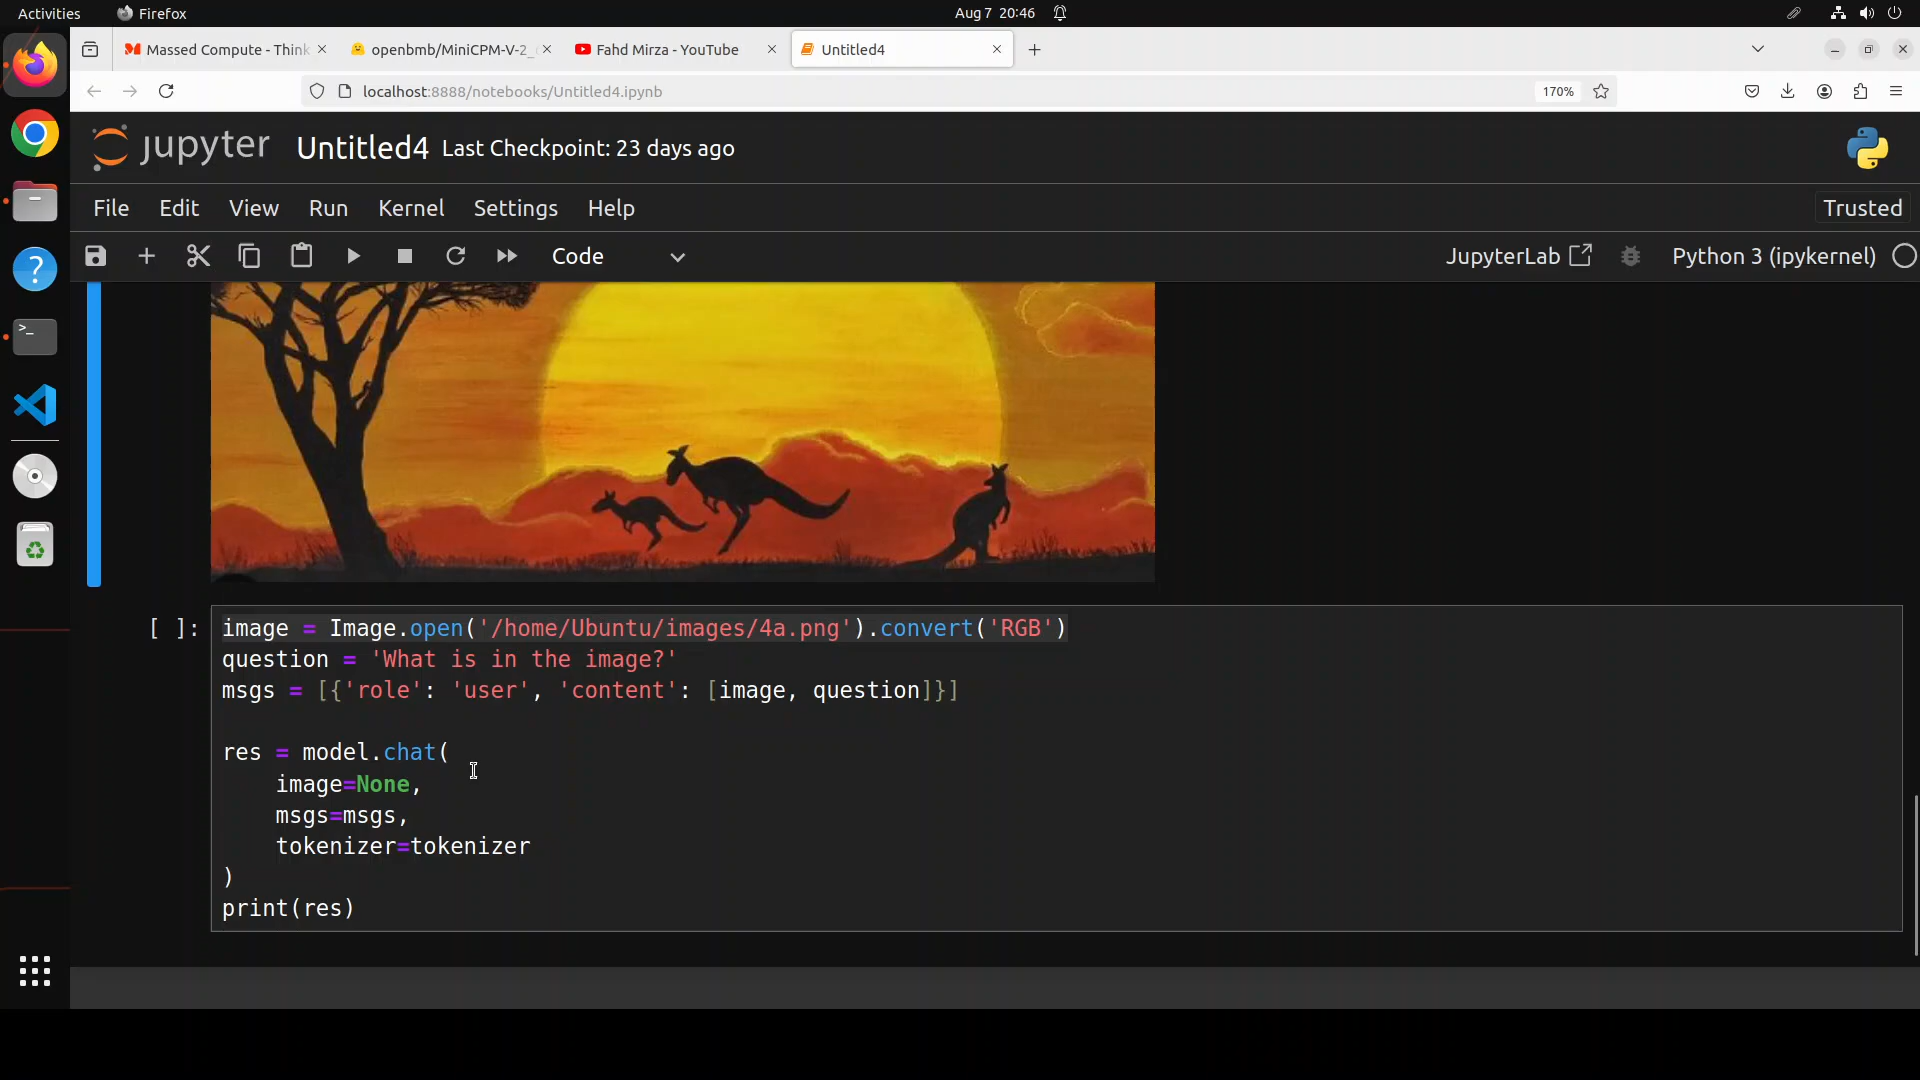 Activities
Firefox
Aug 7 20:46
Massed Compute - Think
openbmb/MiniCPM-V-2_
Fahd Mirza - YouTube
Untitled4
localhost:8888/notebooks/Untitled4.ipynb
170%
jupyter
Untitled4
Last Checkpoint: 23 days ago
File
Edit
View
Run
Kernel
Settings
Help
Trusted
Code
JupyterLab
Python 3 (ipykernel)
[ ]:
image = Image.open('/home/Ubuntu/images/4a.png').convert('RGB')
question = 'What is in the image?'
msgs = [{'role': 'user', 'content': [image, question]}]
res = model.chat(
    image=None,
    msgs=msgs,
    tokenizer=tokenizer
)
print(res)